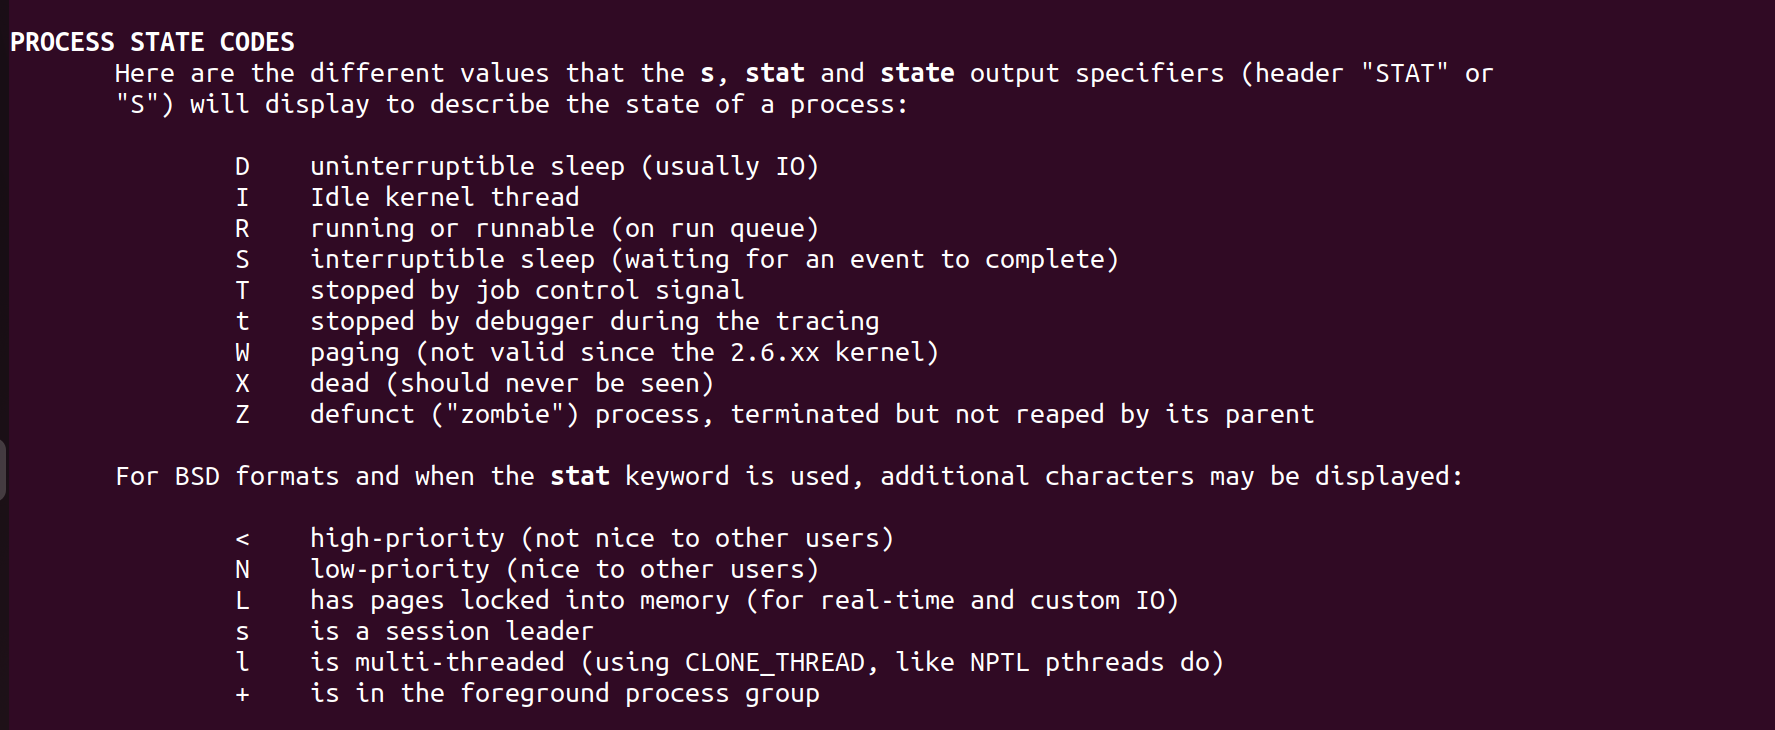 PROCESS STATE CODES
Here are the different values that the s, stat and state output specifiers (header "STAT" or
"S") will display to describe the state of a process:
D    uninterruptible sleep (usually IO)
I    Idle kernel thread
R    running or runnable (on run queue)
S    interruptible sleep (waiting for an event to complete)
T    stopped by job control signal
t    stopped by debugger during the tracing
W    paging (not valid since the 2.6.xx kernel)
X    dead (should never be seen)
Z    defunct ("zombie") process, terminated but not reaped by its parent
For BSD formats and when the stat keyword is used, additional characters may be displayed:
<    high-priority (not nice to other users)
N    low-priority (nice to other users)
L    has pages locked into memory (for real-time and custom IO)
s    is a session leader
l    is multi-threaded (using CLONE_THREAD, like NPTL pthreads do)
+    is in the foreground process group